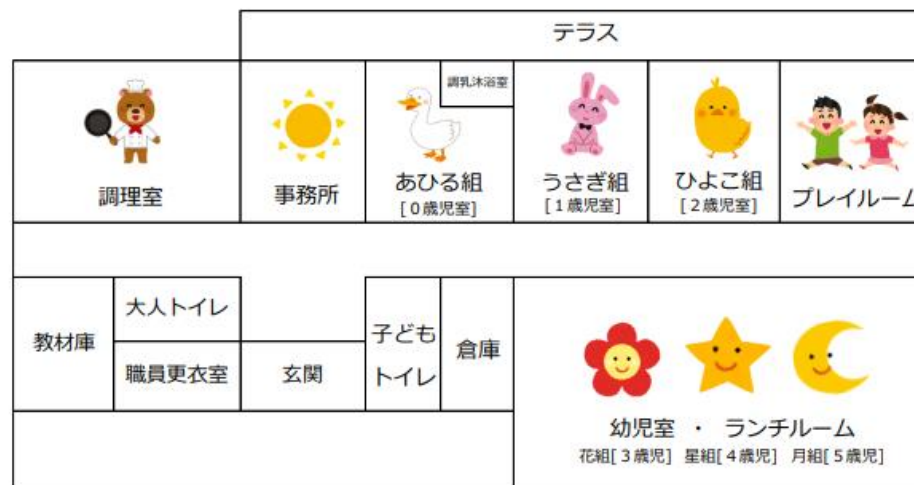 テラス
調理室
事務所
調乳沐浴室
あひる組
[０歳児室]
うさぎ組
[１歳児室]
ひよこ組
[２歳児室]
プレイルーム
教材庫
大人トイレ
職員更衣室
玄関
子ども
トイレ
倉庫
幼児室 ・ ランチルーム
花組[３歳児] 星組[４歳児] 月組[５歳児]